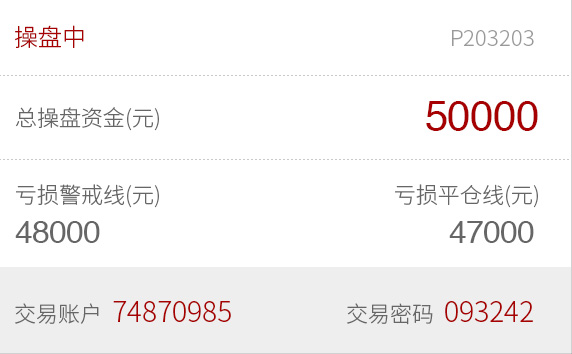 操盘中 P203203
总操盘资金(元) 50000
亏损警戒线(元) 亏损平仓线(元)
48000 47000
交易账户 74870985 交易密码 093242